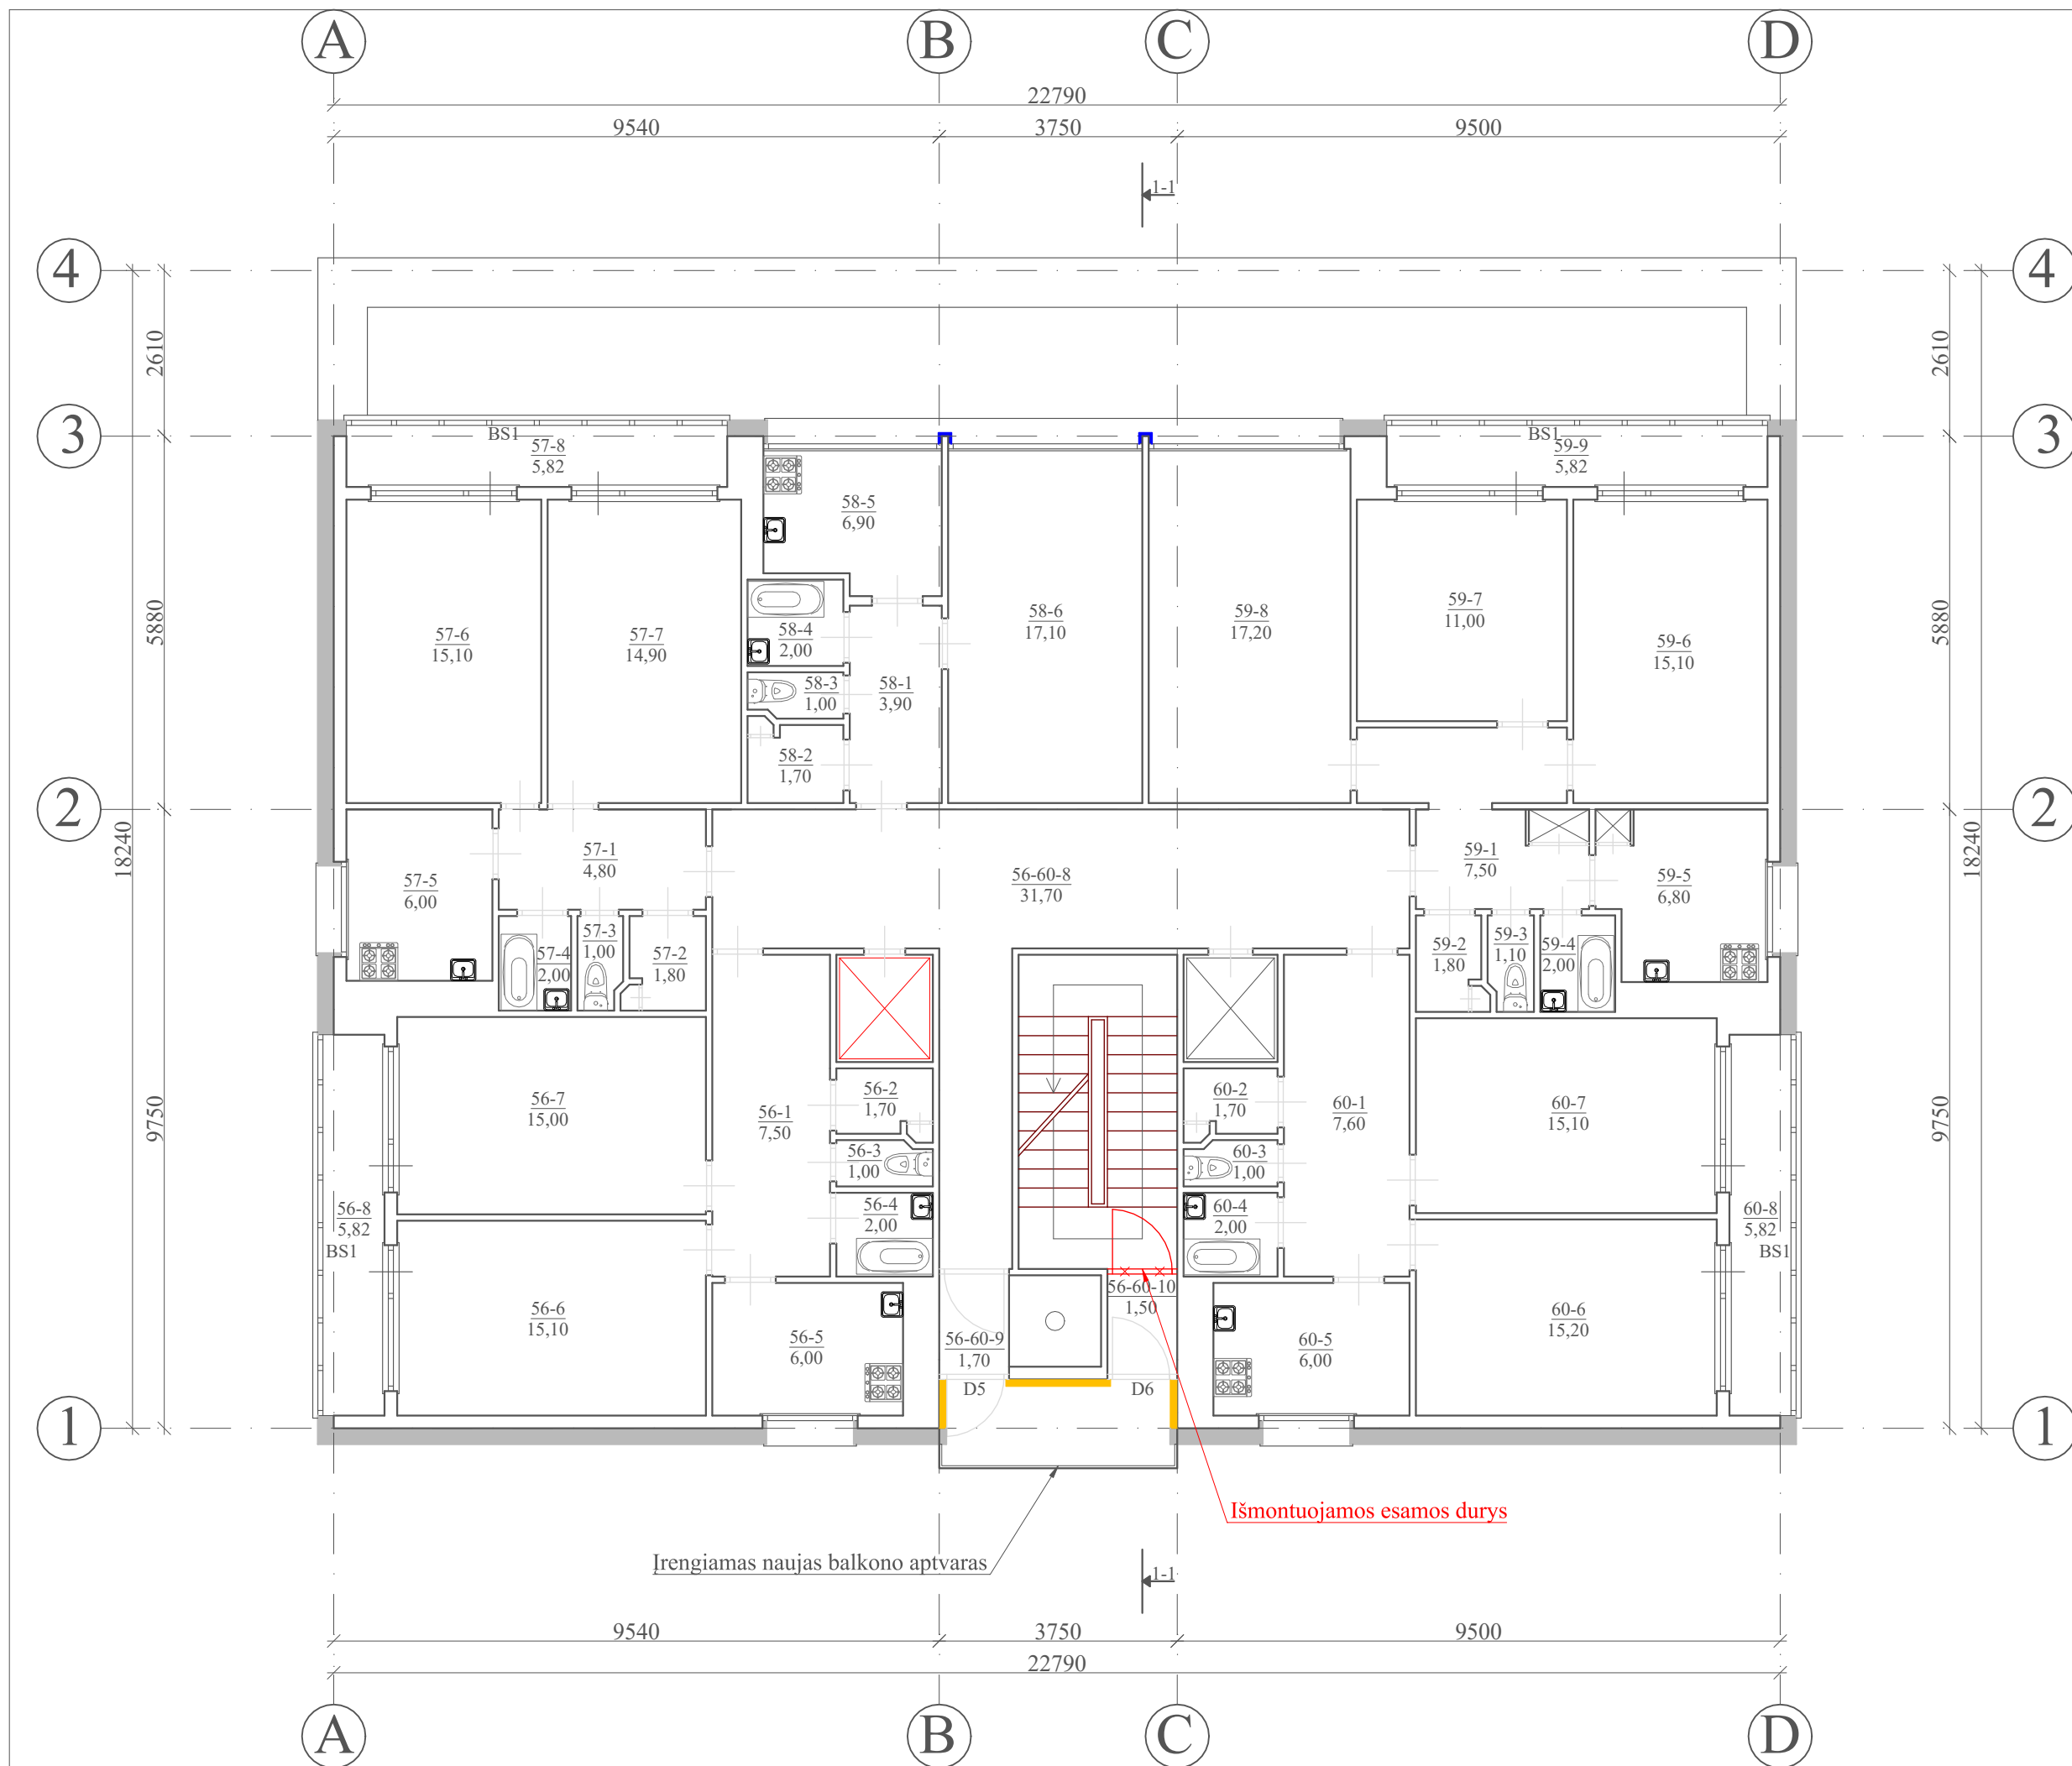 A B C D
22790
9540 3750 9500
1-1
4 4
2610 2610
3 3
BS1 BS1
57-8 59-9
5,82 5,82
58-5
6,90
5880 5880
57-6 57-7 58-4 58-6 59-8 59-7 59-6
15,10 14,90 2,00 17,10 17,20 11,00 15,10
58-3 58-1
1,00 3,90
58-2
1,70
2 2
18240 18240
57-1 59-1
4,80 7,50
57-5 56-60-8 59-5
6,00 31,70 6,80
57-4 57-3 57-2 59-2 59-3 59-4
2,00 1,00 1,80 1,80 1,10 2,00
9750 9750
56-7 56-1 56-2 60-2 60-1 60-7
15,00 7,50 1,70 1,70 7,60 15,10
56-3 60-3
1,00 1,00
56-8 56-4 60-4 60-8
5,82 2,00 2,00 5,82
BS1 BS1
56-60-10
1,50
56-6 56-5 56-60-9 60-5 60-6
15,10 6,00 1,70 6,00 15,20
D5 D6
1 1
Išmontuojamos esamos durys
Įrengiamas naujas balkono aptvaras
1-1
9540 3750 9500
22790
A B C D